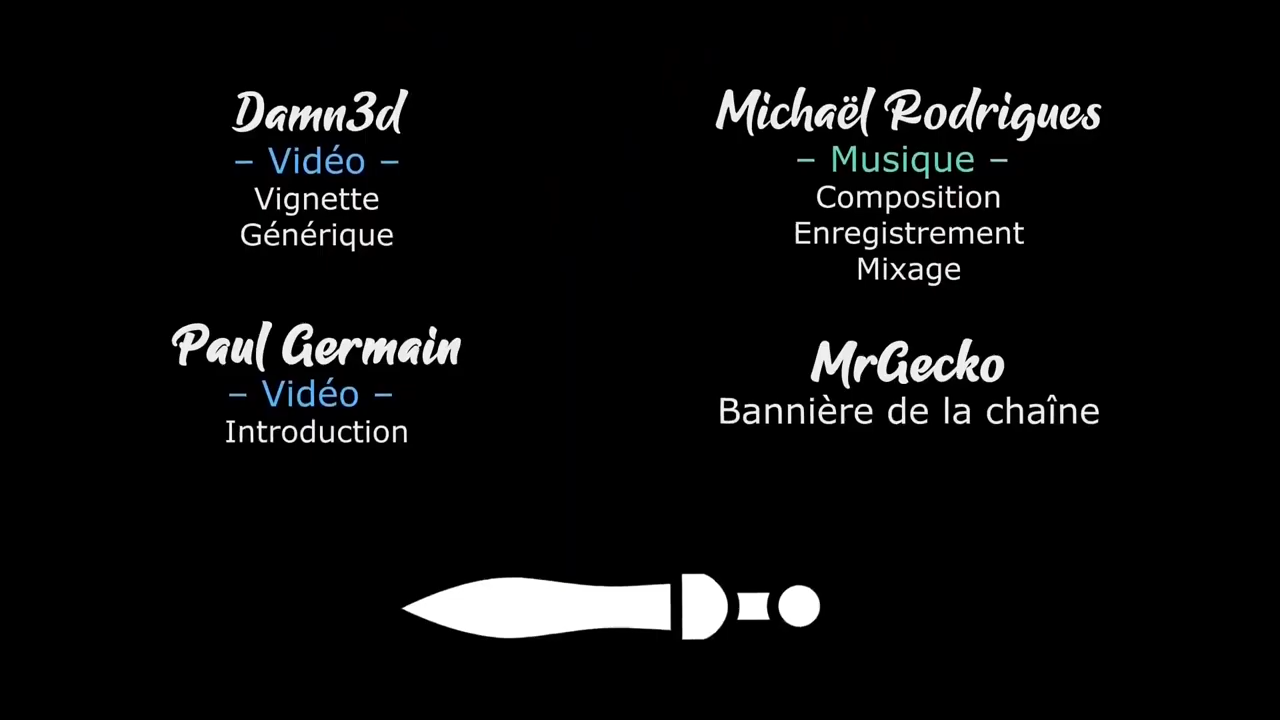 Damn3d
– Vidéo –
Vignette
Générique
Paul Germain
– Vidéo –
Introduction
Michaël Rodrigues
– Musique –
Composition
Enregistrement
Mixage
MrGecko
Bannière de la chaîne